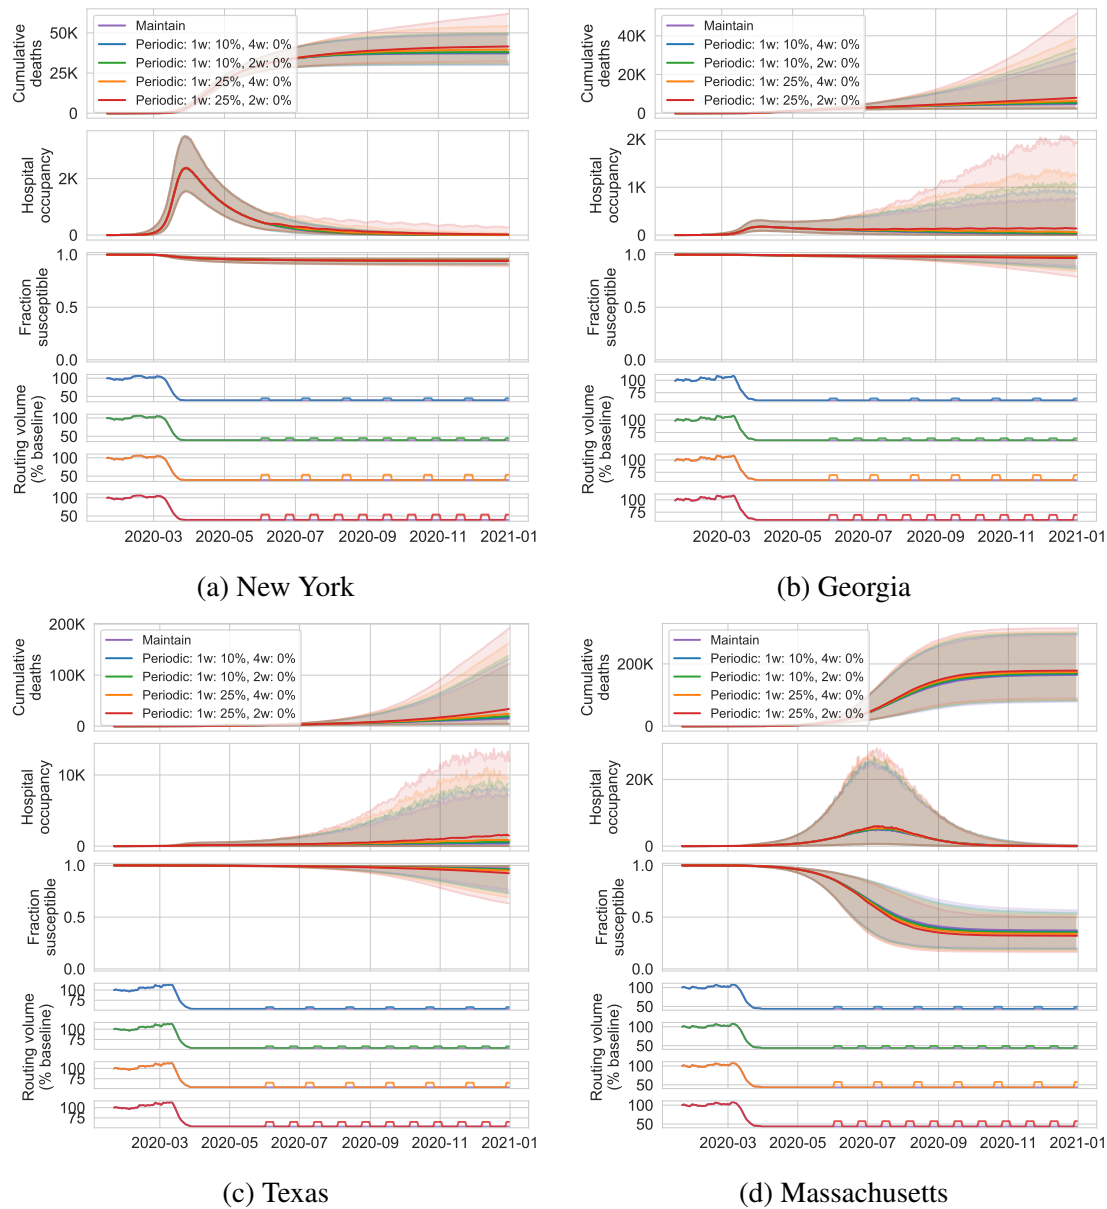 Cumulative deaths
50K
25K
0
Maintain
Periodic: 1w: 10%, 4w: 0%
Periodic: 1w: 10%, 2w: 0%
Periodic: 1w: 25%, 4w: 0%
Periodic: 1w: 25%, 2w: 0%
Hospital occupancy
2K
0
Fraction susceptible
1.0
0.5
0.0
Routing volume (% baseline)
100
50
100
50
100
50
100
50
2020-03 2020-05 2020-07 2020-09 2020-11 2021-01
(a) New York
Cumulative deaths
40K
20K
0
Maintain
Periodic: 1w: 10%, 4w: 0%
Periodic: 1w: 10%, 2w: 0%
Periodic: 1w: 25%, 4w: 0%
Periodic: 1w: 25%, 2w: 0%
Hospital occupancy
2K
1K
0
Fraction susceptible
1.0
0.5
0.0
Routing volume (% baseline)
100
75
100
75
100
75
100
75
2020-03 2020-05 2020-07 2020-09 2020-11 2021-01
(b) Georgia
Cumulative deaths
200K
100K
0
Maintain
Periodic: 1w: 10%, 4w: 0%
Periodic: 1w: 10%, 2w: 0%
Periodic: 1w: 25%, 4w: 0%
Periodic: 1w: 25%, 2w: 0%
Hospital occupancy
10K
0
Fraction susceptible
1.0
0.5
0.0
Routing volume (% baseline)
100
75
100
75
100
75
100
75
2020-03 2020-05 2020-07 2020-09 2020-11 2021-01
(c) Texas
Cumulative deaths
200K
0
Maintain
Periodic: 1w: 10%, 4w: 0%
Periodic: 1w: 10%, 2w: 0%
Periodic: 1w: 25%, 4w: 0%
Periodic: 1w: 25%, 2w: 0%
Hospital occupancy
20K
0
Fraction susceptible
1.0
0.5
0.0
Routing volume (% baseline)
100
50
100
50
100
50
100
50
2020-03 2020-05 2020-07 2020-09 2020-11 2021-01
(d) Massachusetts